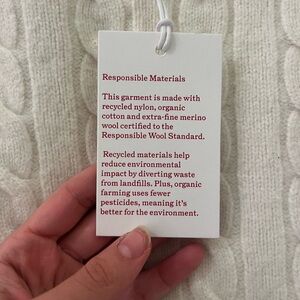 Responsible Materials
This garment is made with
recycled nylon, organic
cotton and extra-fine merino
wool certified to the
Responsible Wool Standard.
Recycled materials help
reduce environmental
impact by diverting waste
from landfills. Plus, organic
farming uses fewer
pesticides, meaning it's
better for the environment.